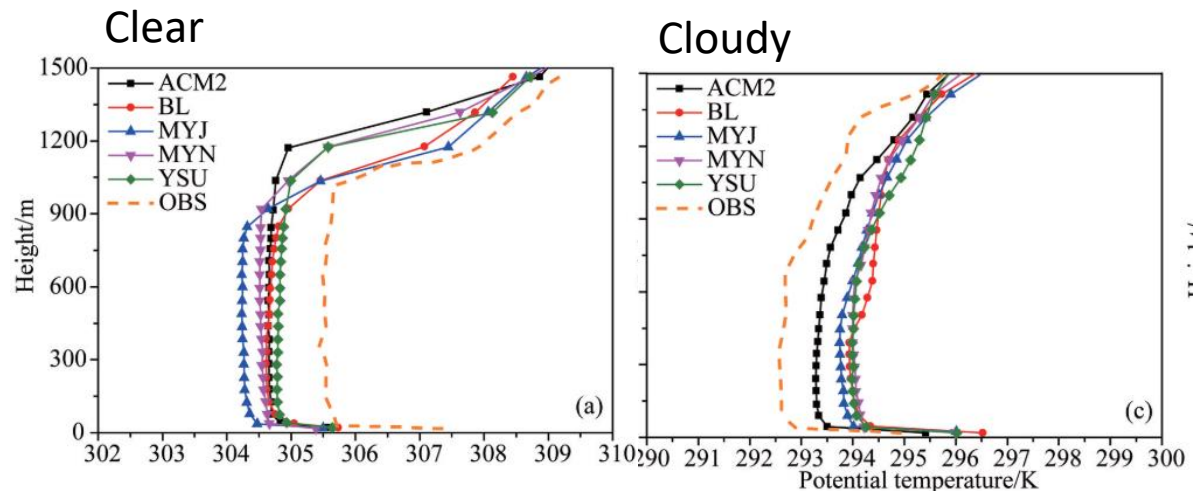 Clear
Cloudy
1500
1200
900
600
300
0
Height/m
ACM2
BL
MYJ
MYN
YSU
OBS
(a)
302 303 304 305 306 307 308 309 310
ACM2
BL
MYJ
MYN
YSU
OBS
(c)
290 291 292 293 294 295 296 297 298 299 300
Potential temperature/K